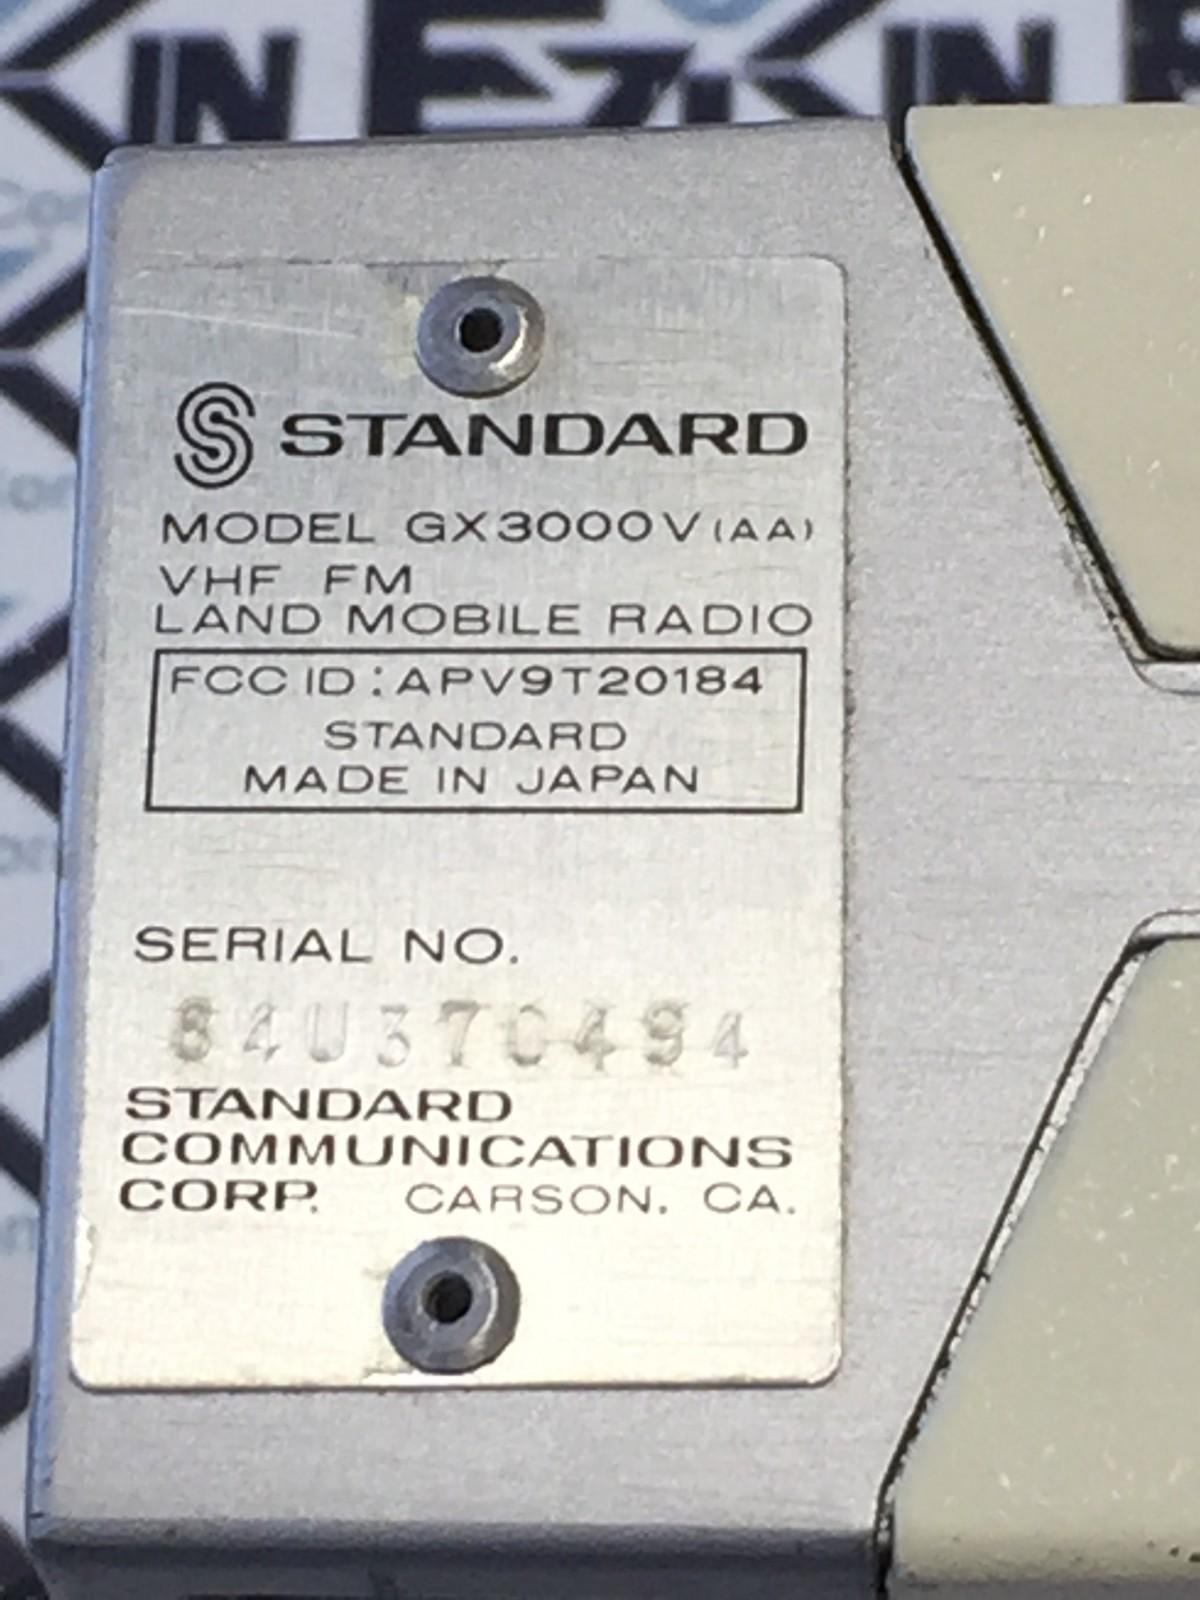 STANDARD
MODEL GX3000V (AA)
VHF FM
LAND MOBILE RADIO
FCC ID: APV9T20184
STANDARD
MADE IN JAPAN
SERIAL NO.
STANDARD
COMMUNICATIONS
CORP. CARSON, CA.